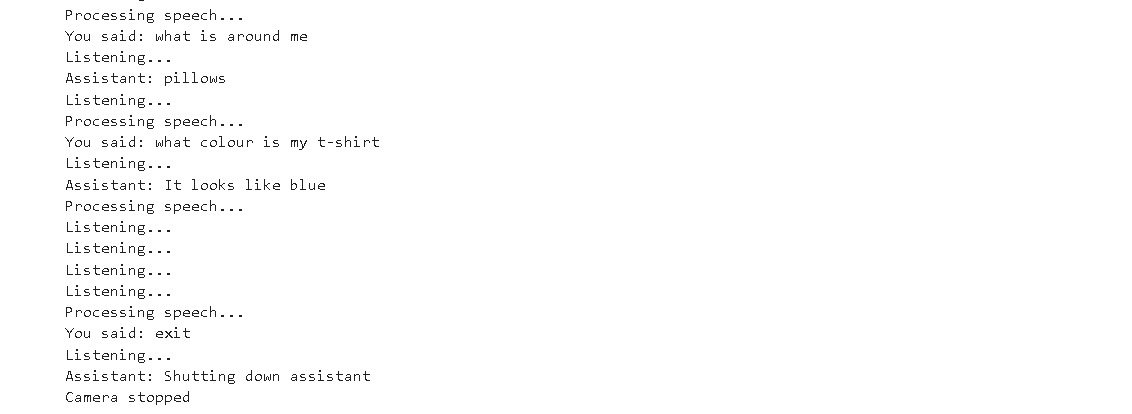 Processing speech...
You said: what is around me
Listening...
Assistant: pillows
Listening...
Processing speech...
You said: what colour is my t-shirt
Listening...
Assistant: It looks like blue
Processing speech...
Listening...
Listening...
Listening...
Listening...
Processing speech...
You said: exit
Listening...
Assistant: Shutting down assistant
Camera stopped